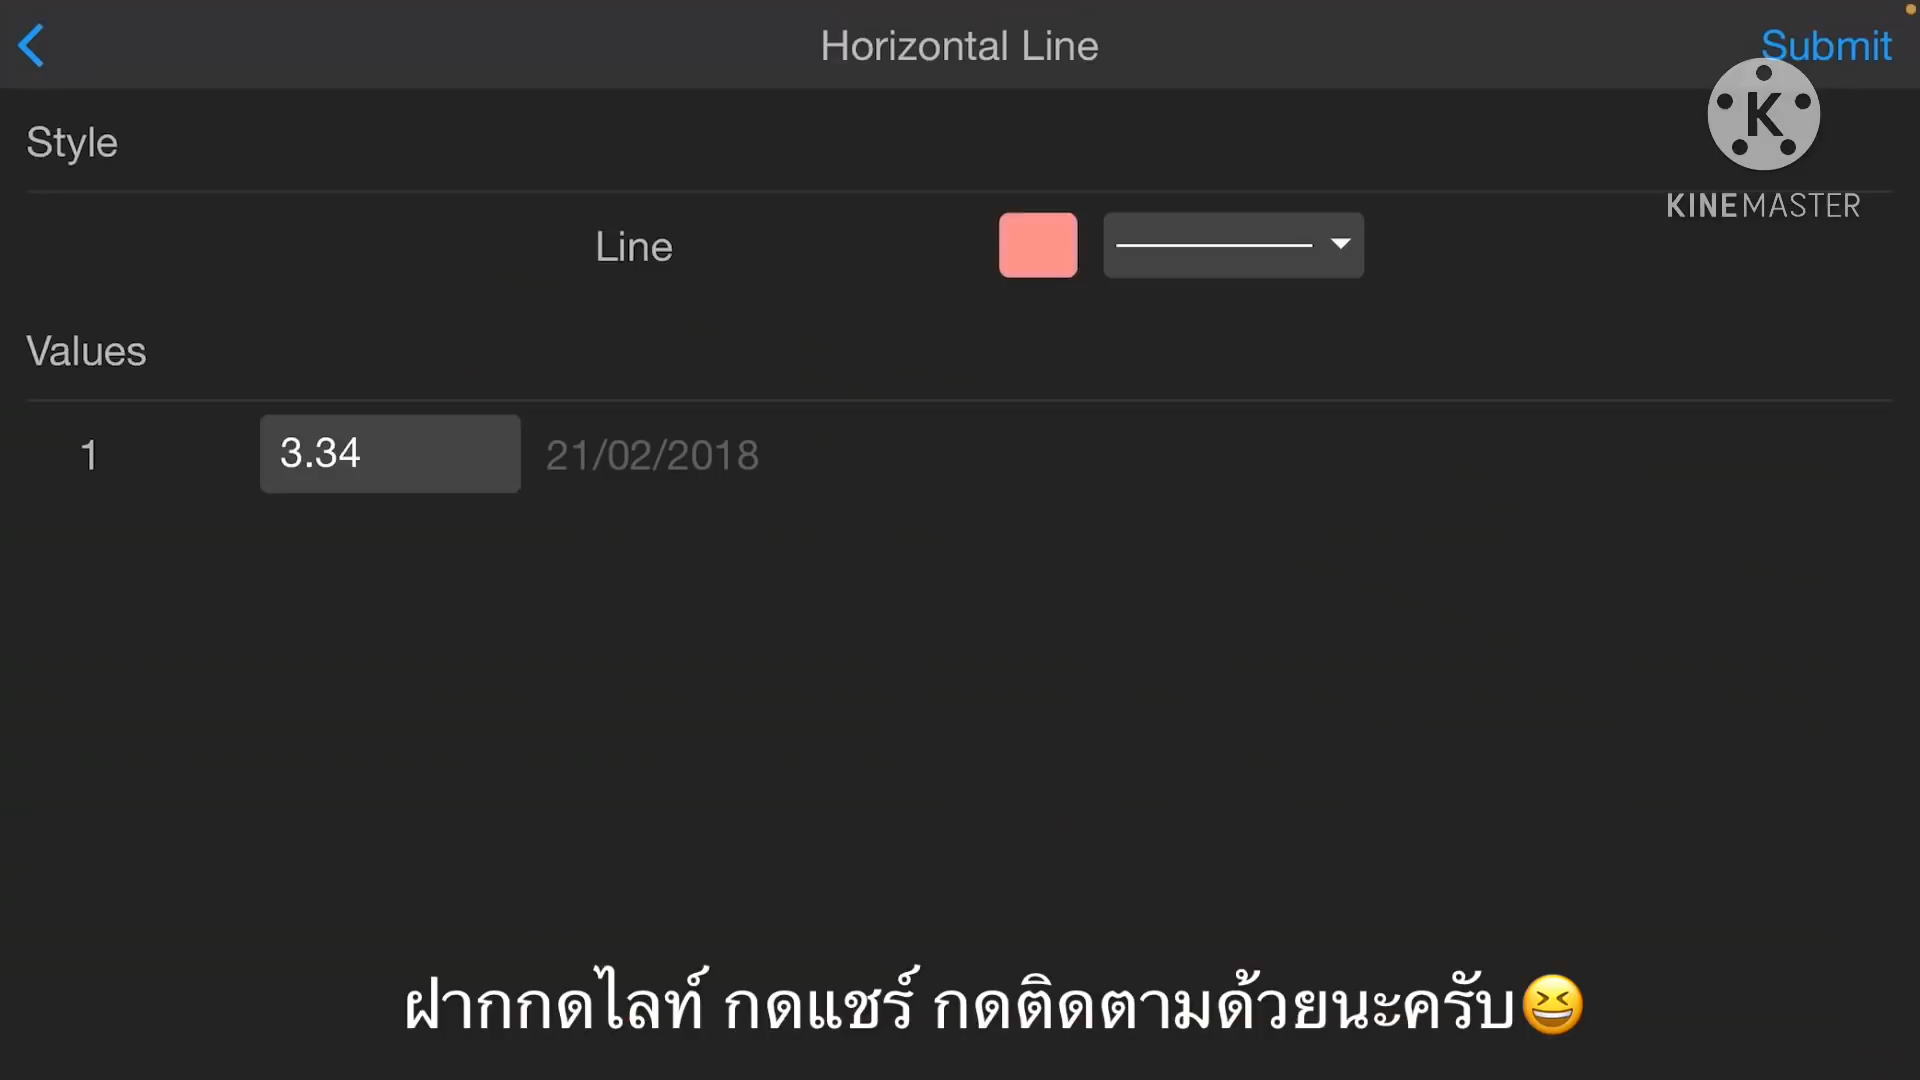 Horizontal Line
Submit
K
KINEMASTER
Style
Line
Values
1
3.34
21/02/2018
ฝากกดไลท์ กดแชร์ กดติดตามด้วยนะครับ😆